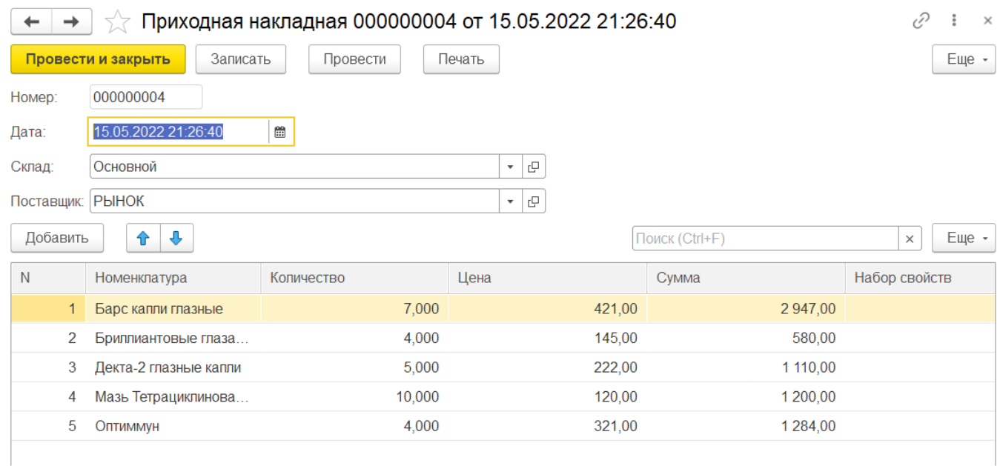 Приходная накладная 000000004 от 15.05.2022 21:26:40
Провести и закрыть Записать Провести Печать Еще
Номер: 000000004
Дата: 15.05.2022 21:26:40
Склад: Основной
Поставщик: РЫНОК
Добавить Поиск (Ctrl+F) × Еще
N Номенклатура Количество Цена Сумма Набор свойств
1 Барс капли глазные 7,000 421,00 2 947,00
2 Бриллиантовые глаза... 4,000 145,00 580,00
3 Декта-2 глазные капли 5,000 222,00 1 110,00
4 Мазь Тетрациклинова... 10,000 120,00 1 200,00
5 Оптиммун 4,000 321,00 1 284,00